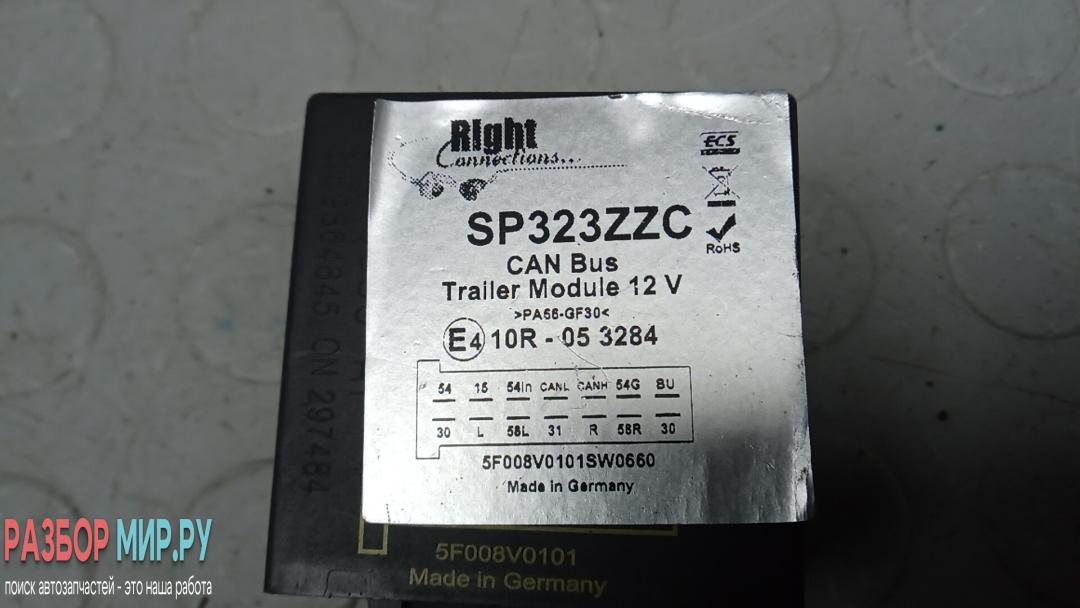 Right
Connections...
ECS
SP323ZZC
RoHS
CAN Bus
Trailer Module 12 V
>PA66-GF30<
E4 10R - 05 3284
54 15 54in CANL CANH 54G BU
30 L 58L 31 R 58R 30
5F008V0101SW0660
Made in Germany
5F008V0101
Made in Germany
ON 297484
РАЗБОР МИР.РУ
поиск автозапчастей - это наша работа